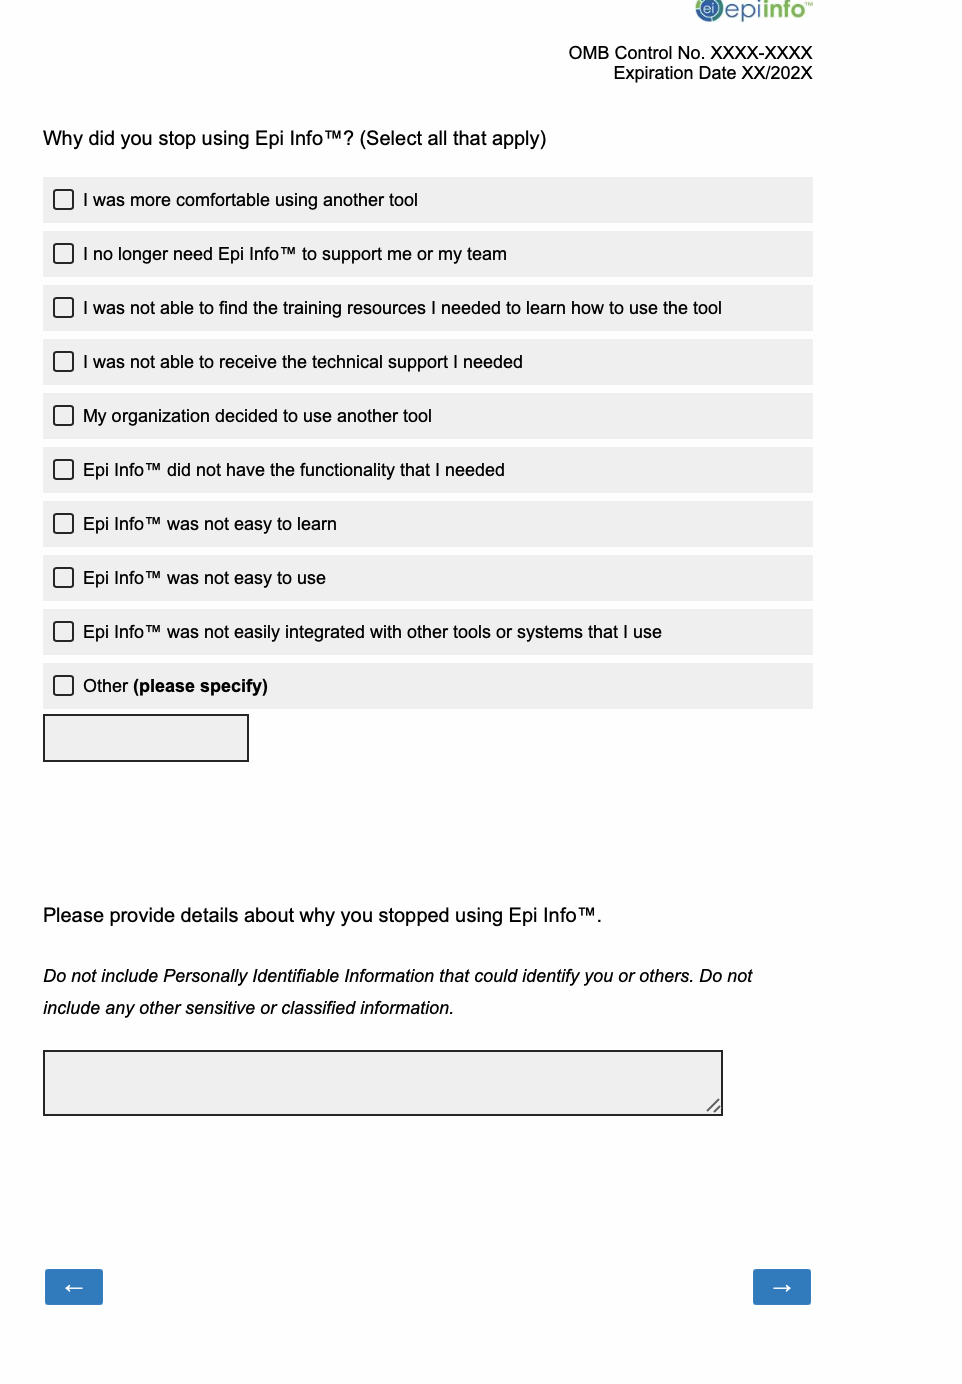 ei epiinfo™
OMB Control No. XXXX-XXXX
Expiration Date XX/202X
Why did you stop using Epi Info™? (Select all that apply)
I was more comfortable using another tool
I no longer need Epi Info™ to support me or my team
I was not able to find the training resources I needed to learn how to use the tool
I was not able to receive the technical support I needed
My organization decided to use another tool
Epi Info™ did not have the functionality that I needed
Epi Info™ was not easy to learn
Epi Info™ was not easy to use
Epi Info™ was not easily integrated with other tools or systems that I use
Other (please specify)
Please provide details about why you stopped using Epi Info™.
Do not include Personally Identifiable Information that could identify you or others. Do not
include any other sensitive or classified information.
← →